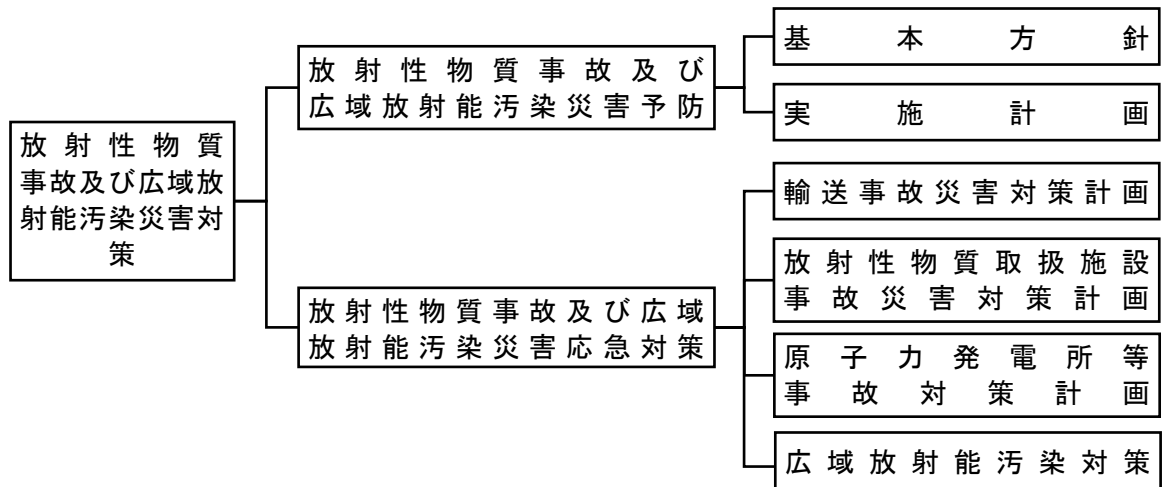 放射性物質
事故及び広域放
射能汚染災害対
策
放射性物質事故及び
広域放射能汚染災害予防
基本方針
実施計画
放射性物質事故及び広域
放射能汚染災害応急対策
輸送事故災害対策計画
放射性物質取扱施設
事故災害対策計画
原子力発電所等
事故対策計画
広域放射能汚染対策